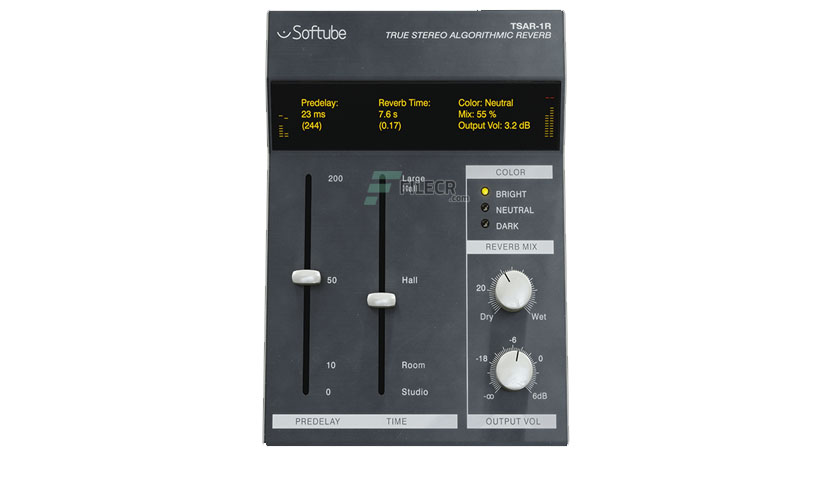 Softube
TSAR-1R
TRUE STEREO ALGORITHMIC REVERB
Predelay:
23 ms
(244)
Reverb Time:
7.6 s
(0.17)
Color: Neutral
Mix: 55 %
Output Vol: 3.2 dB
200
50
10
0
PREDELAY
Large
Hall
FILECR
.com
Hall
Room
Studio
TIME
COLOR
BRIGHT
NEUTRAL
DARK
REVERB MIX
20
Dry
Wet
-6
-18
0
-∞
6dB
OUTPUT VOL